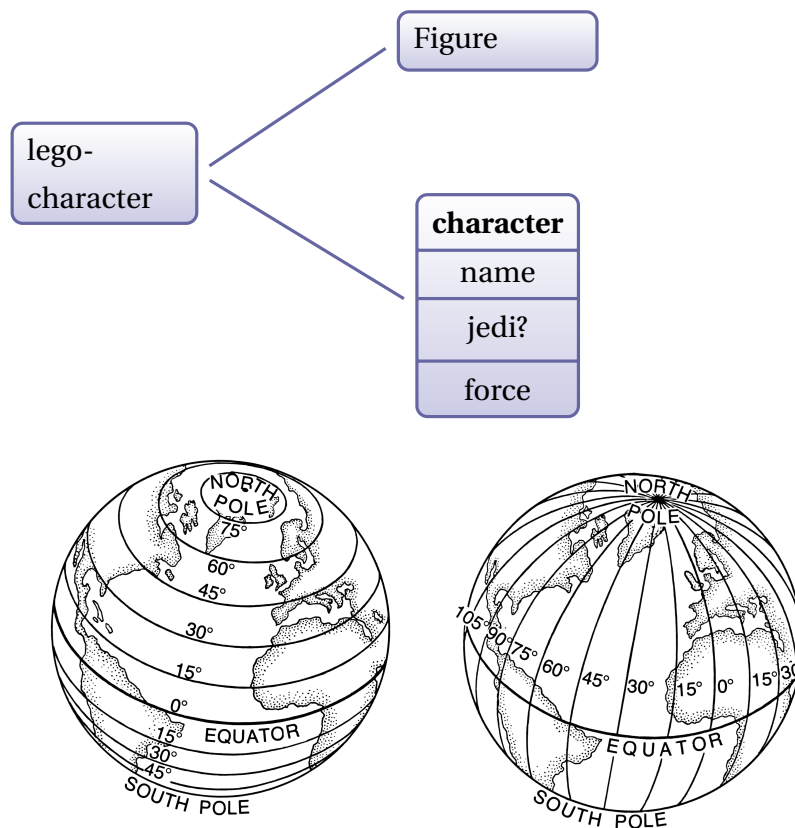 Figure
lego-
character
character
name
jedi?
force
NORTH
POLE
75°
60°
45°
30°
15°
0°
EQUATOR
15°
30°
45°
SOUTH POLE
NORTH
POLE
105° 90° 75° 60° 45° 30° 15° 0° 15° 30
EQUATOR
SOUTH POLE